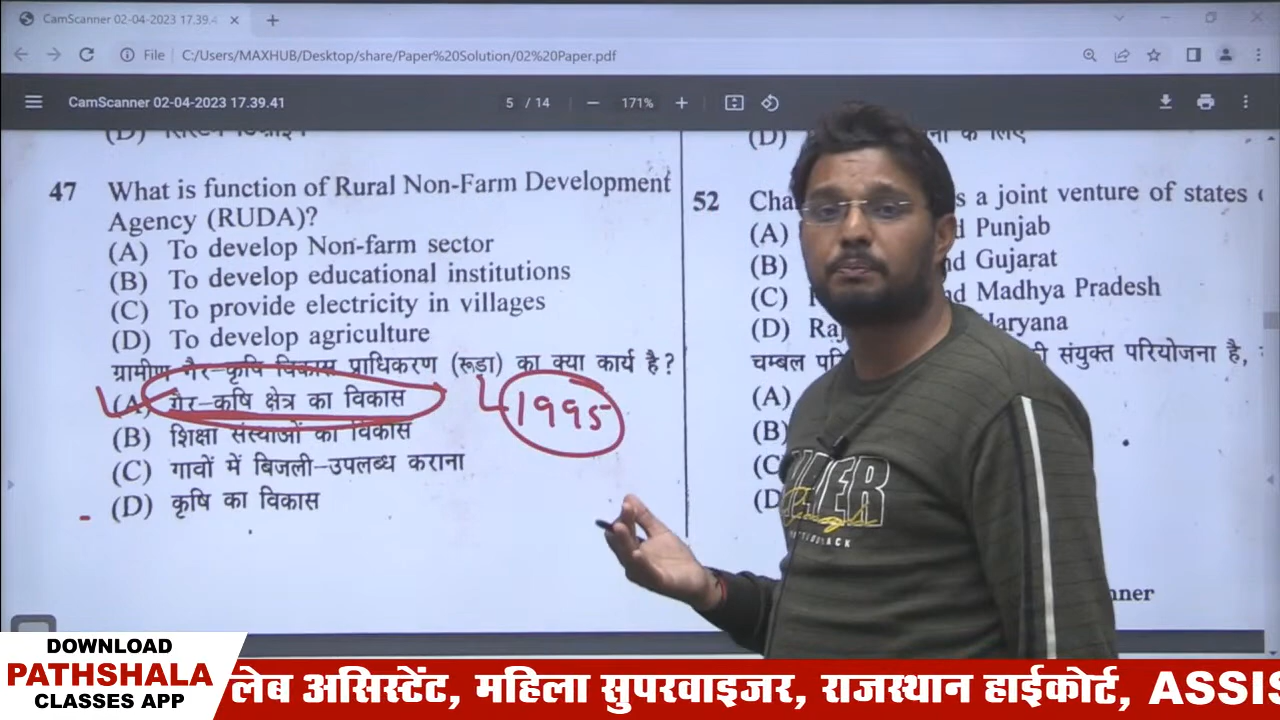 CamScanner 02-04-2023 17.39.4
File C:/Users/MAXHUB/Desktop/share/Paper%20Solution/02%20Paper.pdf
CamScanner 02-04-2023 17.39.41
5 / 14
171%
47 What is function of Rural Non-Farm Development
Agency (RUDA)?
(A) To develop Non-farm sector
(B) To develop educational institutions
(C) To provide electricity in villages
(D) To develop agriculture
ग्रामीण गैर–कृषि विकास प्राधिकरण (रूडा) का क्या कार्य है?
(A) गैर–कृषि क्षेत्र का विकास
1995
(B) शिक्षा संस्थाओं का विकास
(C) गावों में बिजली–उपलब्ध कराना
(D) कृषि का विकास
(D) के लिए
52 a joint venture of states
(A) Punjab
(B) Gujarat
(C) Madhya Pradesh
(D) Haryana
चम्बल की संयुक्त परियोजना है,
(A)
(B)
DOWNLOAD
PATHSHALA
CLASSES APP
लेब असिस्टेंट, महिला सुपरवाइजर, राजस्थान हाईकोर्ट, ASSIS